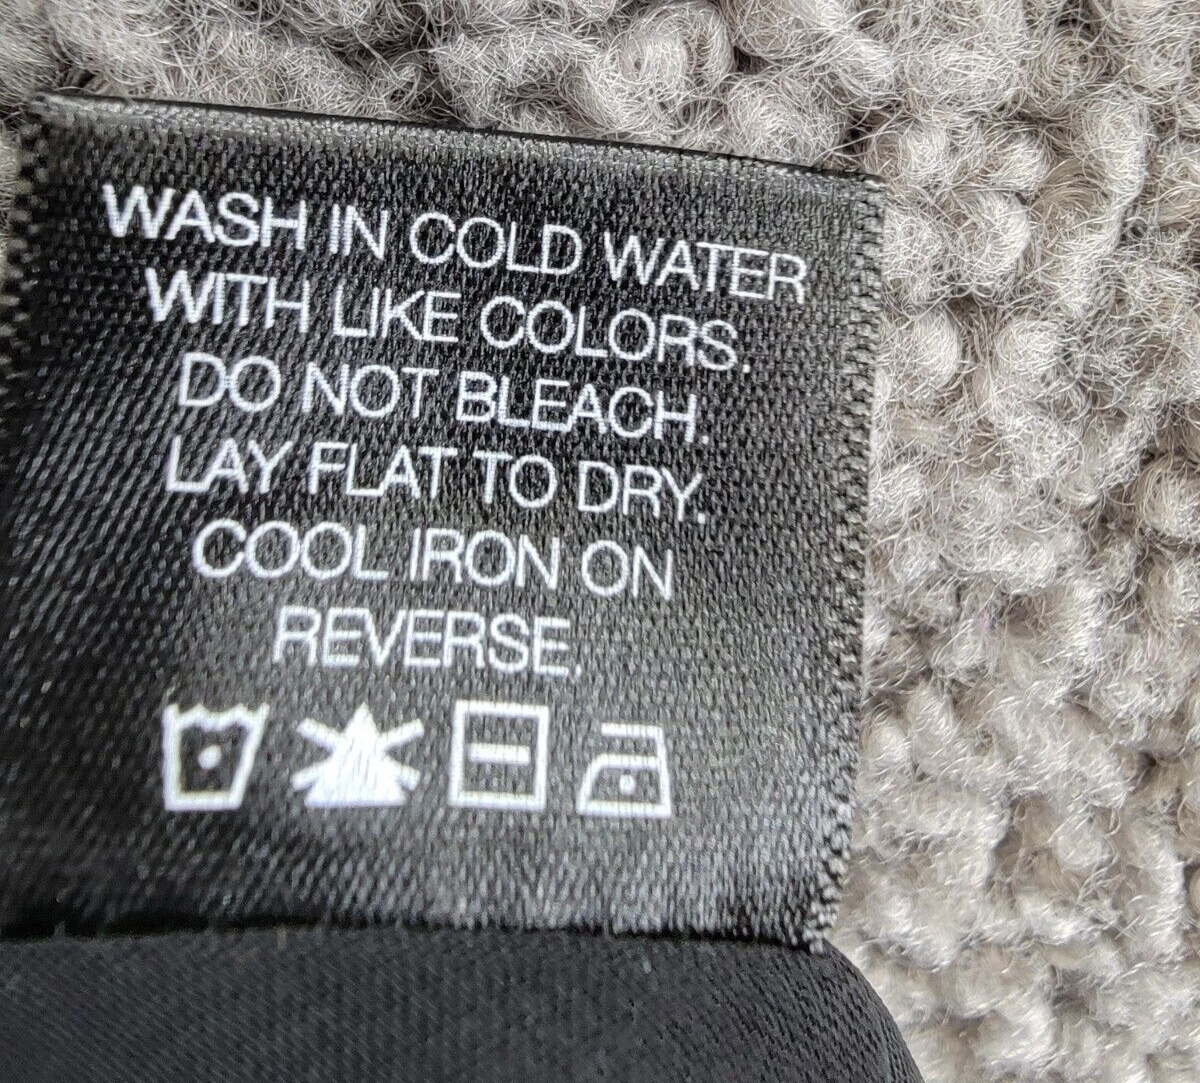 WASH IN COLD WATER
WITH LIKE COLORS.
DO NOT BLEACH.
LAY FLAT TO DRY.
COOL IRON ON
REVERSE.